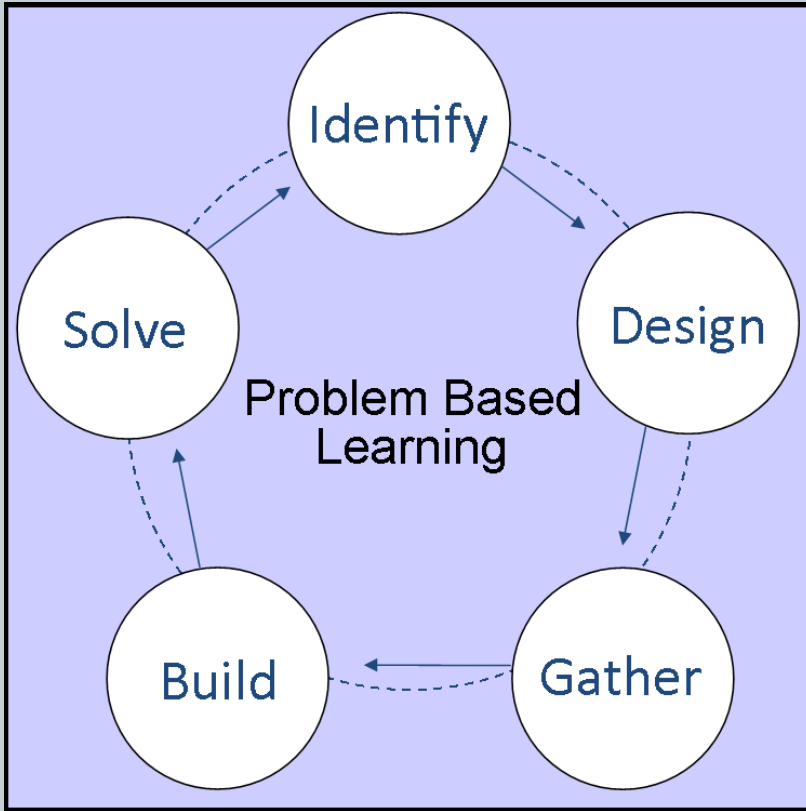 Identify
Design
Gather
Build
Solve
Problem Based
Learning